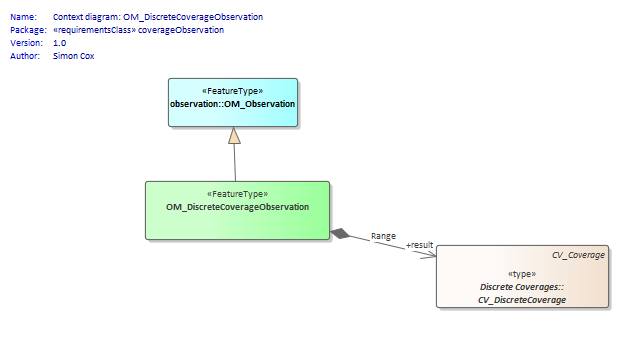 Name: Context diagram: OM_DiscreteCoverageObservation
Package: «requirementsClass» coverageObservation
Version: 1.0
Author: Simon Cox
«FeatureType»
observation::OM_Observation
«FeatureType»
OM_DiscreteCoverageObservation
Range
+result
CV_Coverage
«type»
Discrete Coverages::
CV_DiscreteCoverage